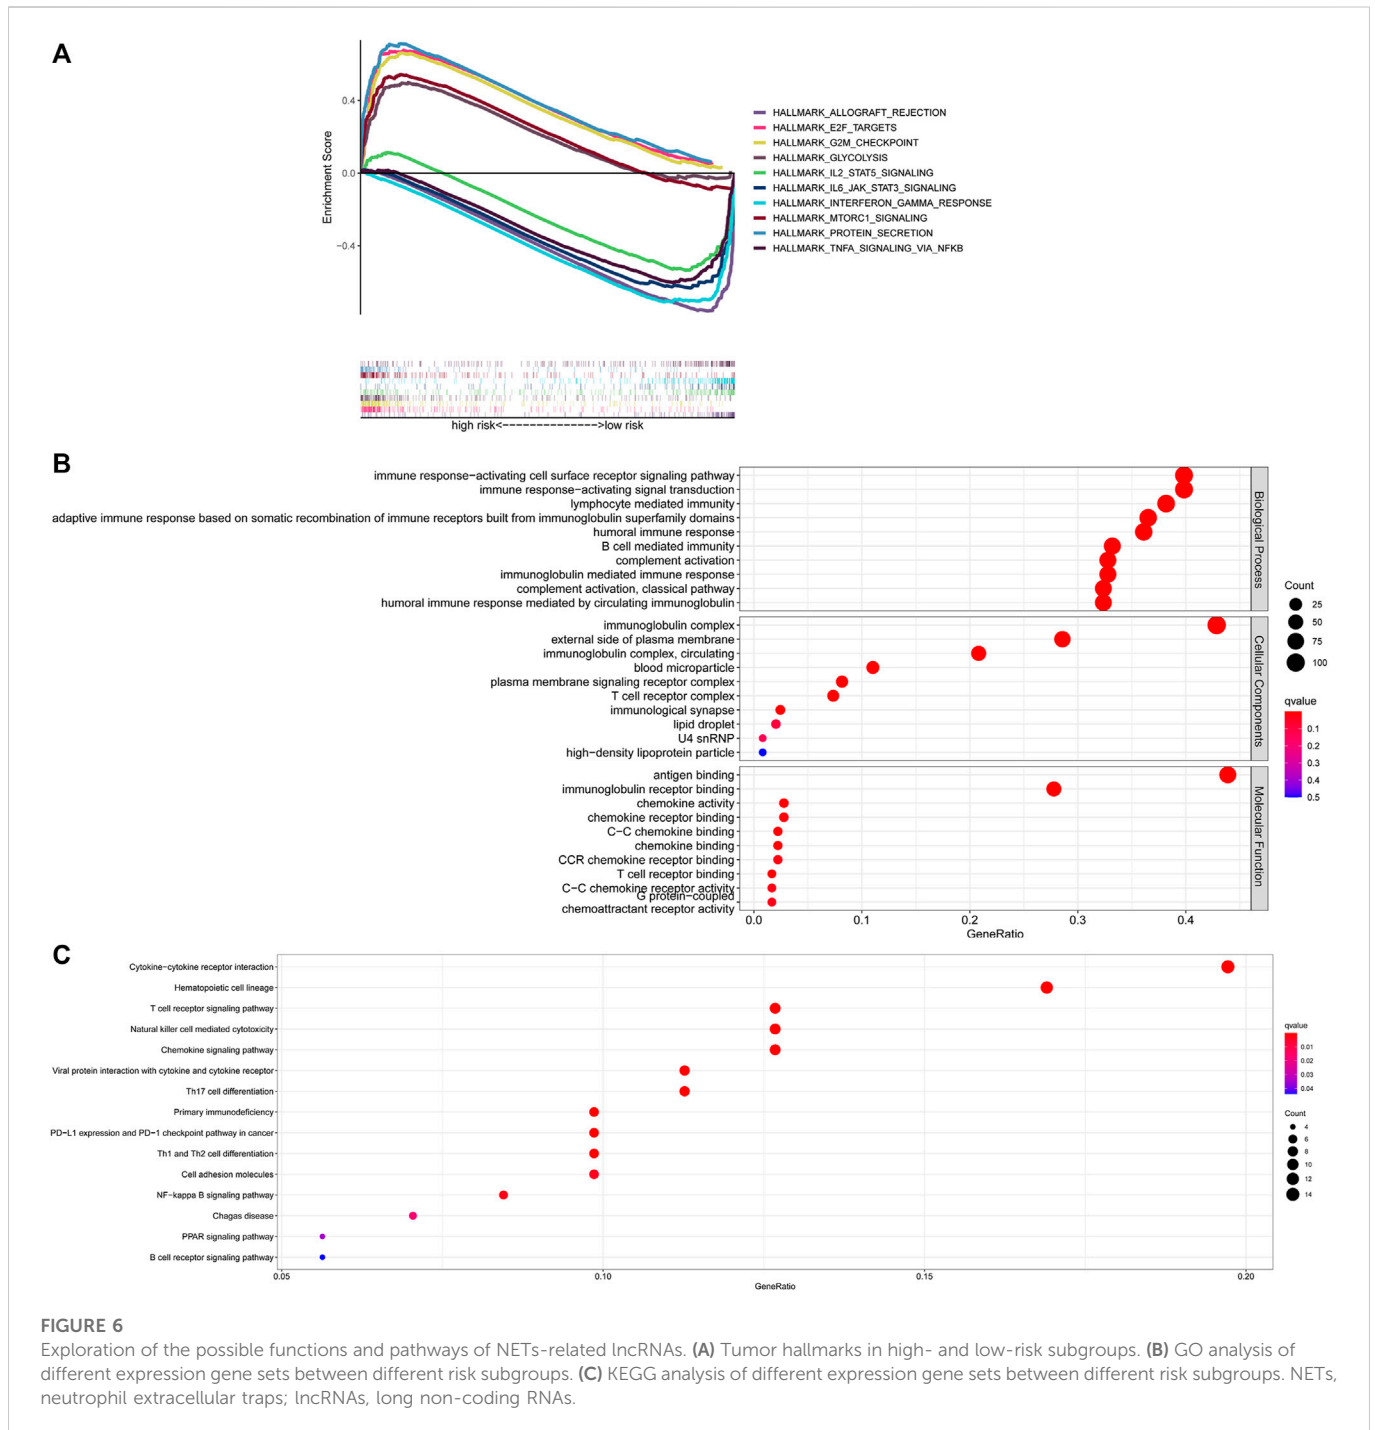 A
0.4
0.0
−0.4
Enrichment Score
HALLMARK_ALLOGRAFT_REJECTION
HALLMARK_E2F_TARGETS
HALLMARK_G2M_CHECKPOINT
HALLMARK_GLYCOLYSIS
HALLMARK_IL2_STAT5_SIGNALING
HALLMARK_IL6_JAK_STAT3_SIGNALING
HALLMARK_INTERFERON_GAMMA_RESPONSE
HALLMARK_MTORC1_SIGNALING
HALLMARK_PROTEIN_SECRETION
HALLMARK_TNFA_SIGNALING_VIA_NFKB
high risk<-------------->low risk
B
immune response−activating cell surface receptor signaling pathway
immune response−activating signal transduction
lymphocyte mediated immunity
adaptive immune response based on somatic recombination of immune receptors built from immunoglobulin superfamily domains
humoral immune response
B cell mediated immunity
complement activation
immunoglobulin mediated immune response
complement activation, classical pathway
humoral immune response mediated by circulating immunoglobulin
Biological Process
immunoglobulin complex
external side of plasma membrane
immunoglobulin complex, circulating
blood microparticle
plasma membrane signaling receptor complex
T cell receptor complex
immunological synapse
lipid droplet
U4 snRNP
high−density lipoprotein particle
Cellular Components
antigen binding
immunoglobulin receptor binding
chemokine activity
chemokine receptor binding
C−C chemokine binding
chemokine binding
CCR chemokine receptor binding
T cell receptor binding
C−C chemokine receptor activity
G protein−coupled
chemoattractant receptor activity
Molecular Function
0.0
0.1
0.2
0.3
0.4
GeneRatio
Count
25
50
75
100
qvalue
0.1
0.2
0.3
0.4
0.5
C
Cytokine−cytokine receptor interaction
Hematopoietic cell lineage
T cell receptor signaling pathway
Natural killer cell mediated cytotoxicity
Chemokine signaling pathway
Viral protein interaction with cytokine and cytokine receptor
Th17 cell differentiation
Primary immunodeficiency
PD−L1 expression and PD−1 checkpoint pathway in cancer
Th1 and Th2 cell differentiation
Cell adhesion molecules
NF−kappa B signaling pathway
Chagas disease
PPAR signaling pathway
B cell receptor signaling pathway
0.05
0.10
0.15
0.20
GeneRatio
qvalue
0.01
0.02
0.03
0.04
Count
4
6
8
10
12
14
FIGURE 6
Exploration of the possible functions and pathways of NETs-related lncRNAs. (A) Tumor hallmarks in high- and low-risk subgroups. (B) GO analysis of
different expression gene sets between different risk subgroups. (C) KEGG analysis of different expression gene sets between different risk subgroups. NETs,
neutrophil extracellular traps; lncRNAs, long non-coding RNAs.